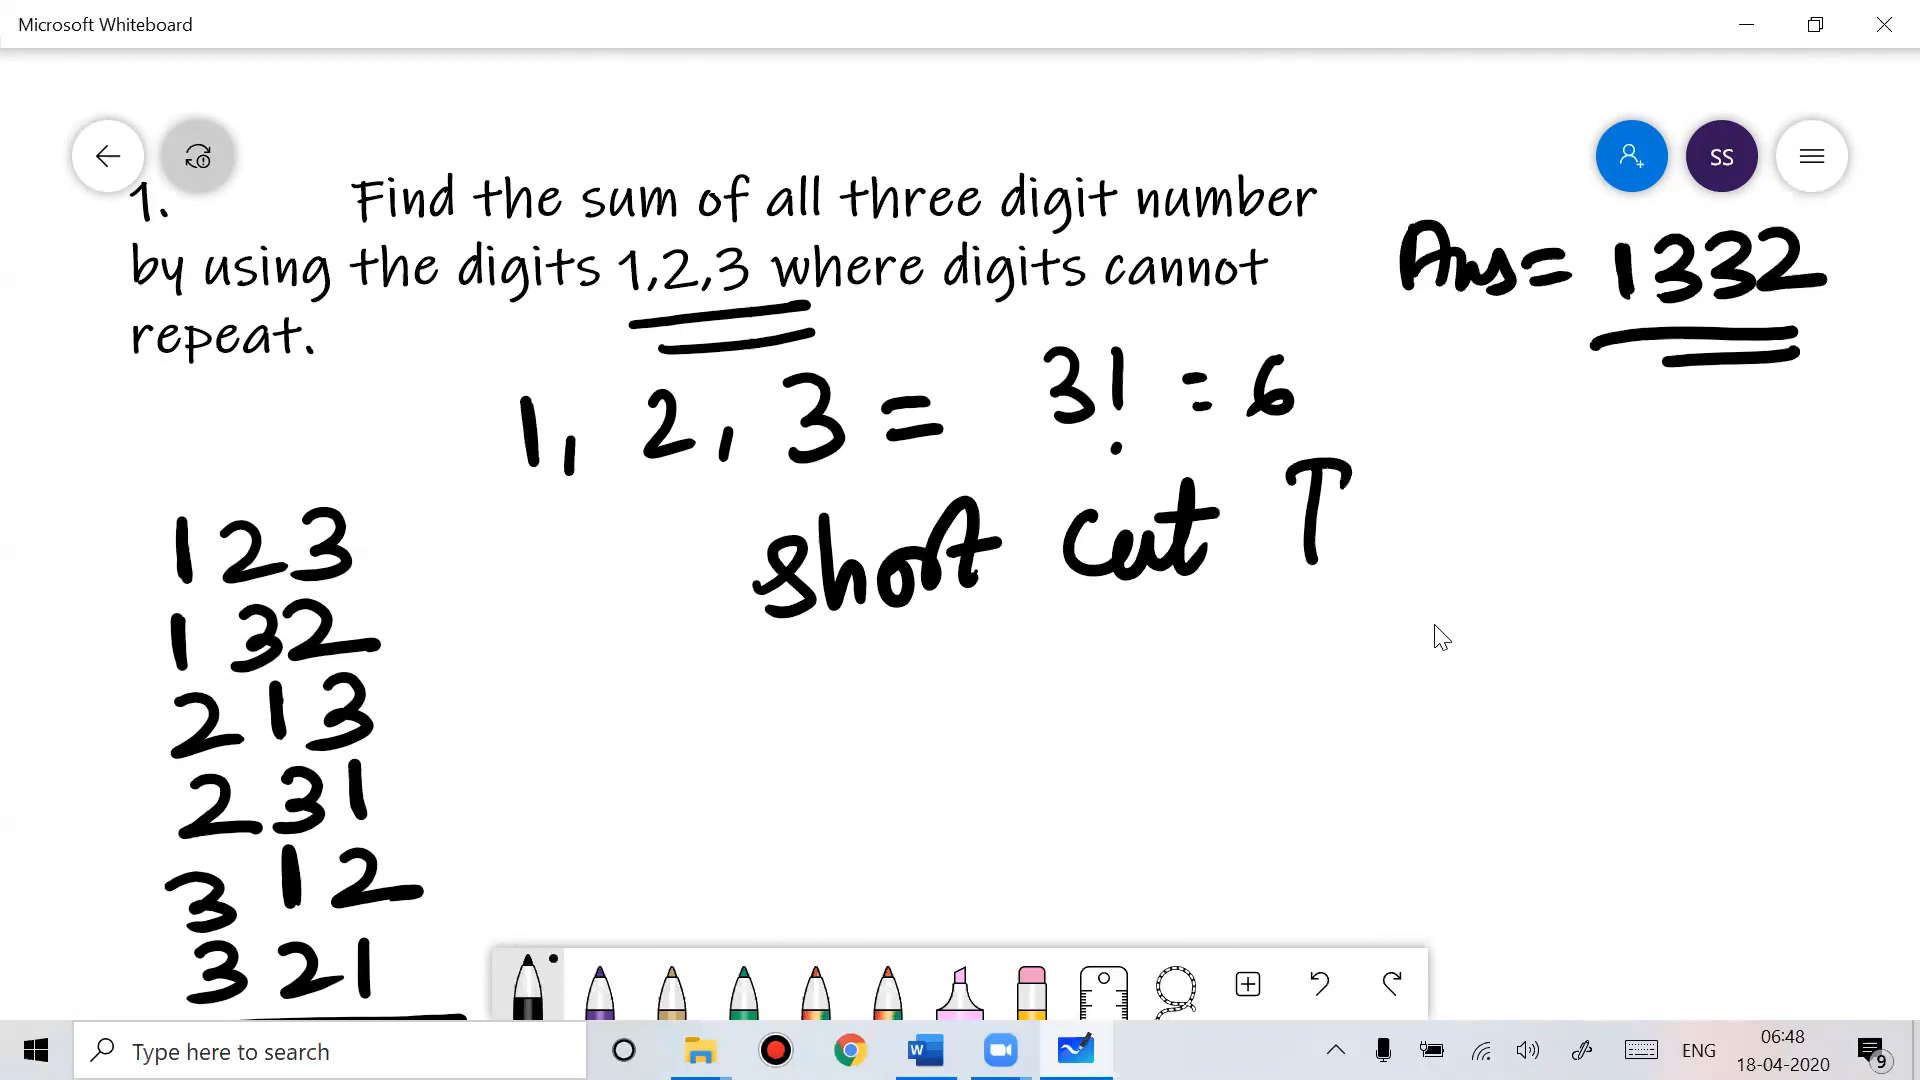 Microsoft Whiteboard
SS
1. Find the sum of all three digit number
by using the digits 1,2,3 where digits cannot
repeat.
Ans= 1332
1, 2, 3 = 3! = 6
Short cut T
123
132
213
231
312
321
Type here to search
ENG
06:48
18-04-2020
9